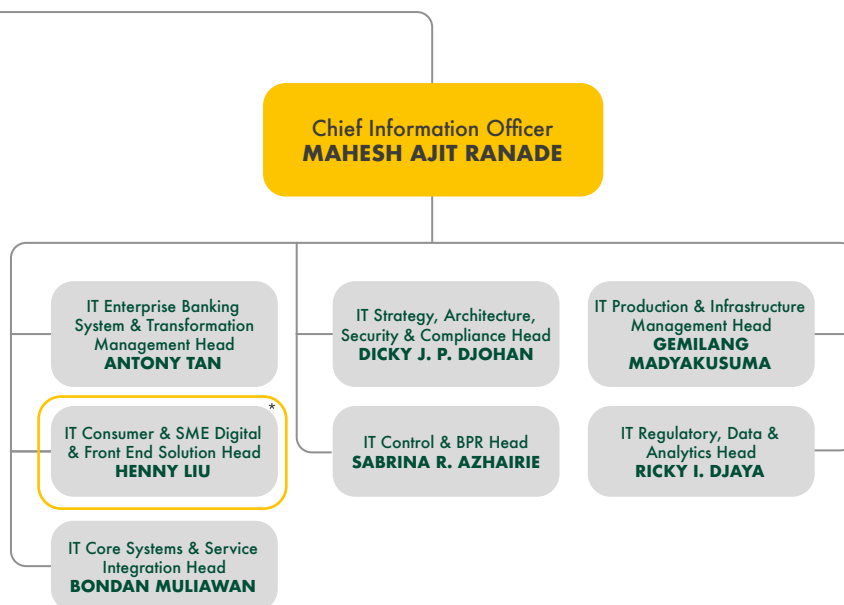 Chief Information Officer
MAHESH AJIT RANADE
IT Enterprise Banking
System & Transformation
Management Head
ANTONY TAN
IT Strategy, Architecture,
Security & Compliance Head
DICKY J. P. DJOHAN
IT Production & Infrastructure
Management Head
GEMILANG
MADYAKUSUMA
*
IT Consumer & SME Digital
& Front End Solution Head
HENNY LIU
IT Control & BPR Head
SABRINA R. AZHAIRIE
IT Regulatory, Data &
Analytics Head
RICKY I. DJAYA
IT Core Systems & Service
Integration Head
BONDAN MULIAWAN